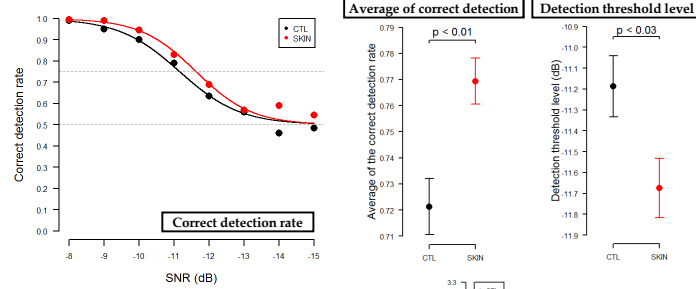 Average of correct detection
Detection threshold level
1.0
0.9
0.8
0.7
0.6
0.5
0.4
0.3
0.2
0.1
0.0
Correct detection rate
CTL
SKIN
Correct detection rate
-8
-9
-10
-11
-12
-13
-14
-15
SNR (dB)
p < 0.01
0.79
0.78
0.77
0.76
0.75
0.74
0.73
0.72
0.71
Average of the correct detection rate
CTL
SKIN
p < 0.03
-10.9
-11.0
-11.1
-11.2
-11.3
-11.4
-11.5
-11.6
-11.7
-11.8
-11.9
Detection threshold level (dB)
CTL
SKIN
3.3